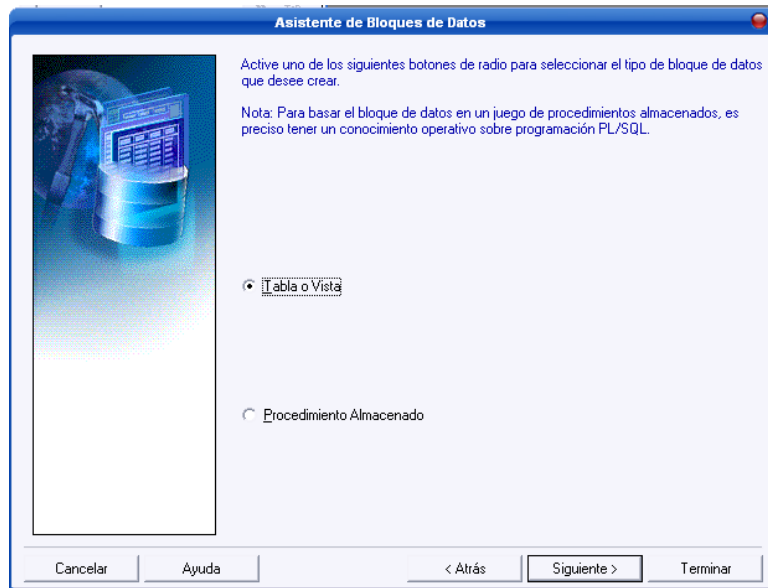 Asistente de Bloques de Datos
Active uno de los siguientes botones de radio para seleccionar el tipo de bloque de datos
que desee crear.
Nota: Para basar el bloque de datos en un juego de procedimientos almacenados, es
preciso tener un conocimiento operativo sobre programación PL/SQL.
Tabla o Vista
Procedimiento Almacenado
Cancelar
Ayuda
< Atrás
Siguiente >
Terminar